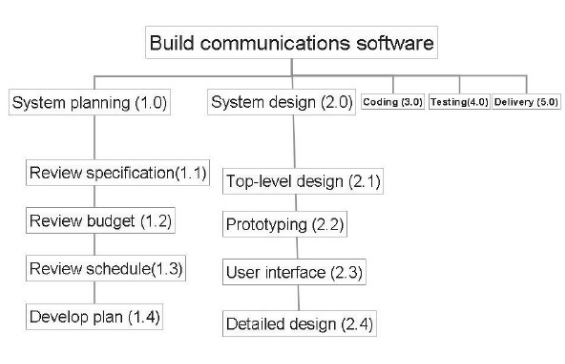 Build communications software
System planning (1.0)
System design (2.0)
Coding (3.0)
Testing(4.0)
Delivery (5.0)
Review specification(1.1)
Review budget (1.2)
Review schedule(1.3)
Develop plan (1.4)
Top-level design (2.1)
Prototyping (2.2)
User interface (2.3)
Detailed design (2.4)